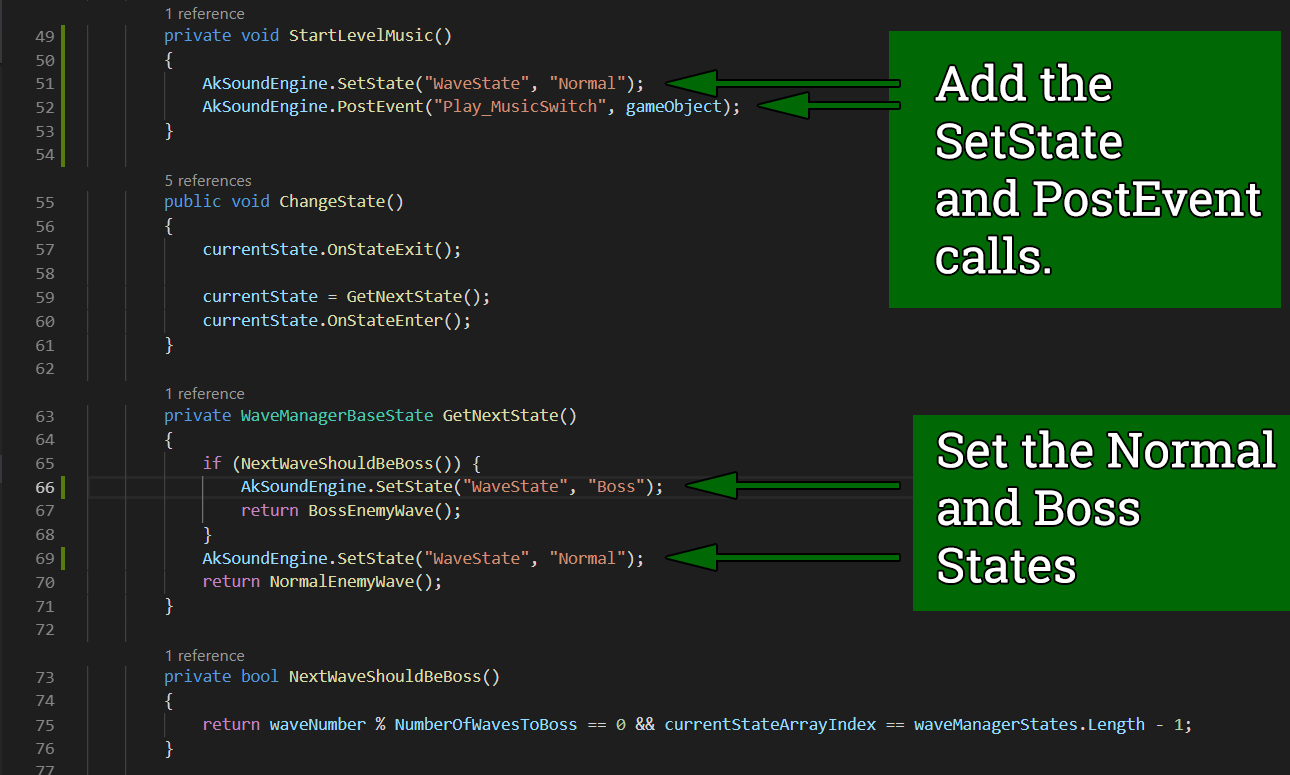 1 reference
49 private void StartLevelMusic()
50 {
51 AkSoundEngine.SetState("WaveState", "Normal");
52 AkSoundEngine.PostEvent("Play_MusicSwitch", gameObject);
53 }
54
Add the
SetState
and PostEvent
calls.
5 references
55 public void ChangeState()
56 {
57 currentState.OnStateExit();
58
59 currentState = GetNextState();
60 currentState.OnStateEnter();
61 }
62
1 reference
63 private WaveManagerBaseState GetNextState()
64 {
65 if (NextWaveShouldBeBoss()) {
66 AkSoundEngine.SetState("WaveState", "Boss");
67 return BossEnemyWave();
68 }
69 AkSoundEngine.SetState("WaveState", "Normal");
70 return NormalEnemyWave();
71 }
72
Set the Normal
and Boss
States
1 reference
73 private bool NextWaveShouldBeBoss()
74 {
75 return waveNumber % NumberOfWavesToBoss == 0 && currentStateArrayIndex == waveManagerStates.Length - 1;
76 }
77